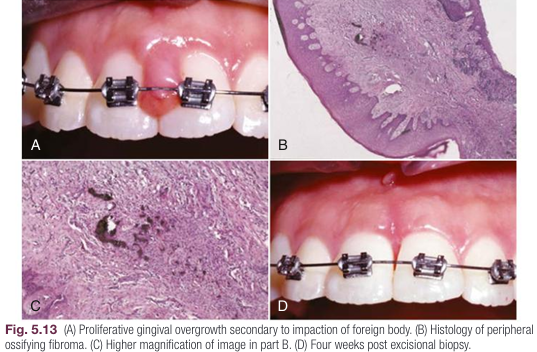 A
B
C
D
Fig. 5.13 (A) Proliferative gingival overgrowth secondary to impaction of foreign body. (B) Histology of peripheral
ossifying fibroma. (C) Higher magnification of image in part B. (D) Four weeks post excisional biopsy.